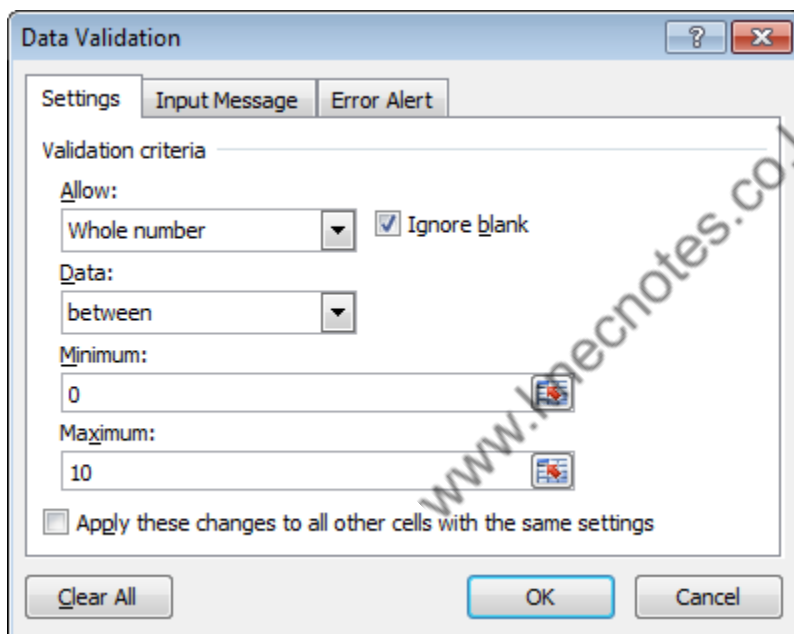 Data Validation
Settings Input Message Error Alert
Validation criteria
Allow:
Whole number Ignore blank
Data:
between
Minimum:
0
Maximum:
10
Apply these changes to all other cells with the same settings
Clear All OK Cancel
www.knecnotes.co.